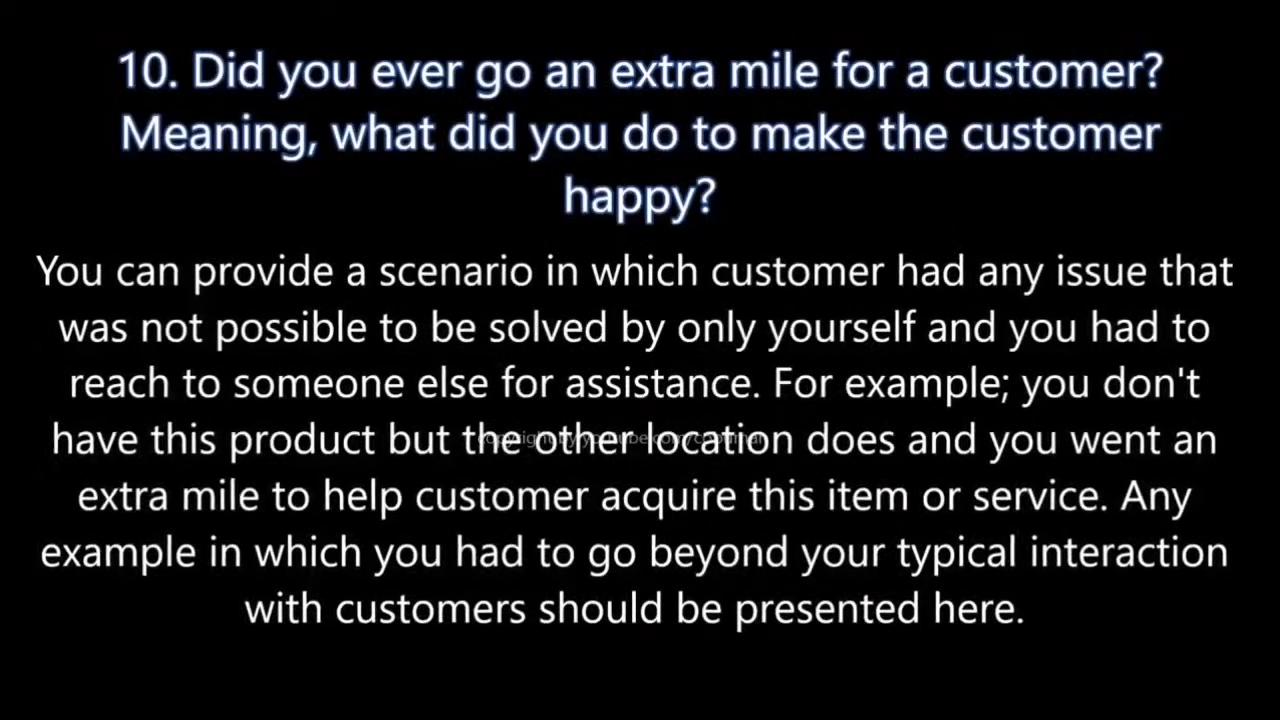 10. Did you ever go an extra mile for a customer?
Meaning, what did you do to make the customer
happy?
You can provide a scenario in which customer had any issue that
was not possible to be solved by only yourself and you had to
reach to someone else for assistance. For example; you don't
have this product but the other location does and you went an
extra mile to help customer acquire this item or service. Any
example in which you had to go beyond your typical interaction
with customers should be presented here.